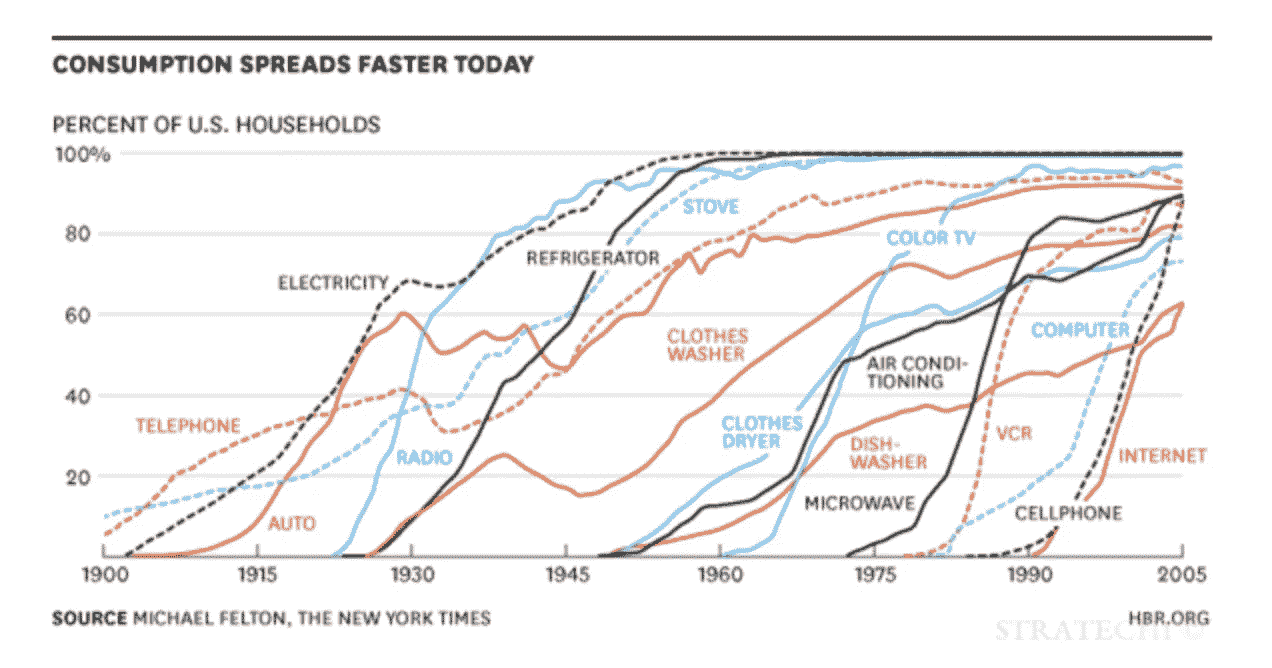 CONSUMPTION SPREADS FASTER TODAY
PERCENT OF U.S. HOUSEHOLDS
100%
80
60
40
20
STOVE
COLOR TV
REFRIGERATOR
ELECTRICITY
CLOTHES
WASHER
COMPUTER
AIR CONDI-
TIONING
TELEPHONE
CLOTHES
DRYER
VCR
RADIO
DISH-
WASHER
INTERNET
MICROWAVE
CELLPHONE
AUTO
1900 1915 1930 1945 1960 1975 1990 2005
SOURCE MICHAEL FELTON, THE NEW YORK TIMES
HBR.ORG